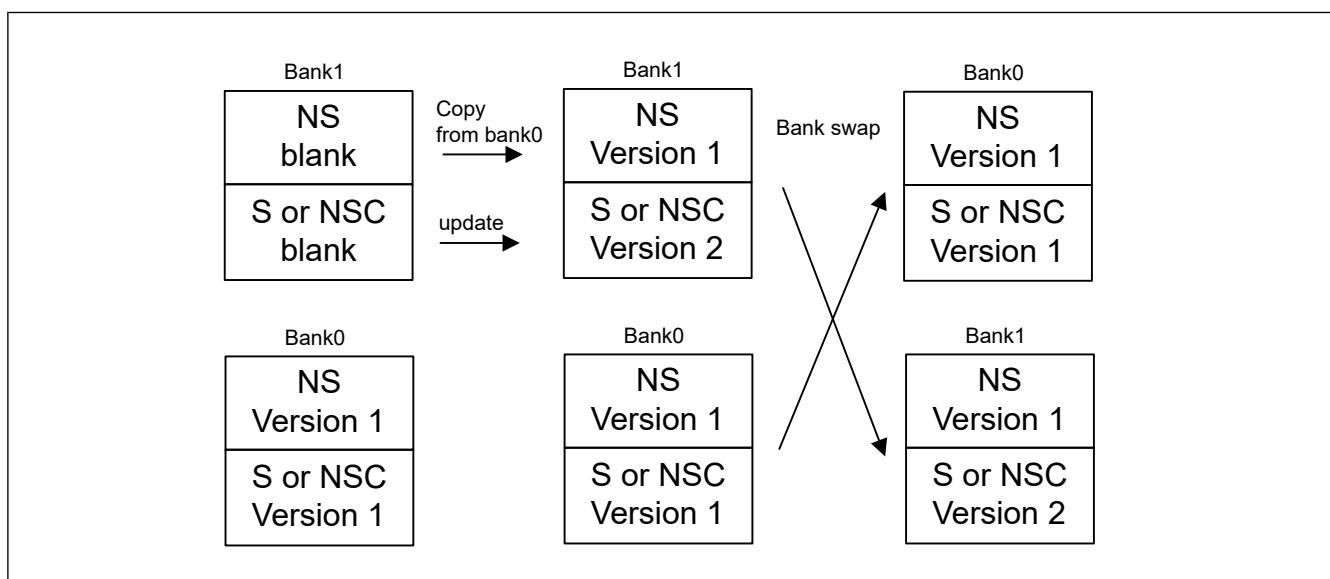 Bank1
NS
blank
S or NSC
blank
Copy
from bank0
update
Bank1
NS
Version 1
S or NSC
Version 2
Bank swap
Bank0
NS
Version 1
S or NSC
Version 1
Bank0
NS
Version 1
S or NSC
Version 1
Bank0
NS
Version 1
S or NSC
Version 1
Bank1
NS
Version 1
S or NSC
Version 2